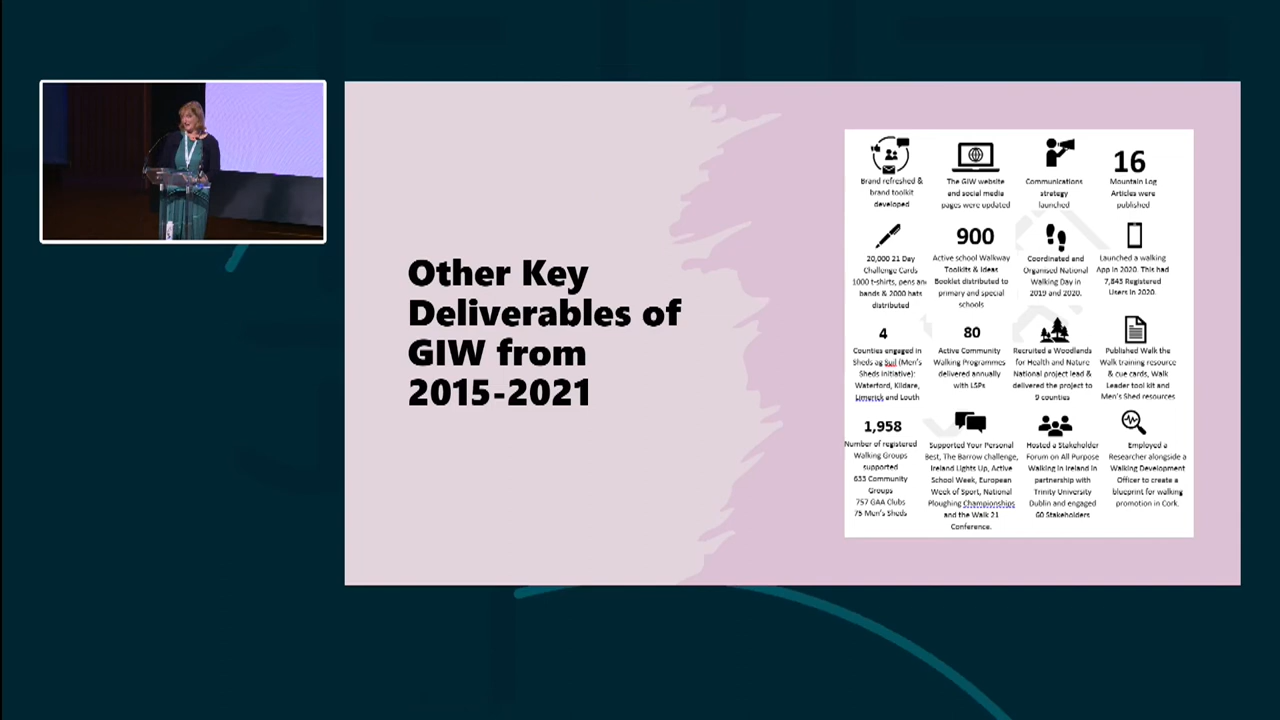 Other Key
Deliverables of
GIW from
2015-2021
Brand refreshed &
brand toolkit
developed
The GIW website
and social media
pages were updated
Communications
strategy
launched
16
Mountain Log
Articles were
published
20,000 21 Day
Challenge Cards
1000 t-shirts, pens arm
bands & 2000 hats
distributed
900
Active school Walkway
Toolkits & Ideas
Booklet distributed to
primary and special
schools
Coordinated and
Organised National
Walking Day in
2019 and 2020.
Launched a walking
App in 2020. This had
7,843 Registered
Users in 2020.
4
Counties engaged in
Sheds ag Suil (Men's
Sheds initiative):
Waterford, Kildare,
Limerick and Louth
80
Active Community
Walking Programmes
delivered annually
with LSPs
Recruited a Woodlands
for Health and Nature
National project lead &
delivered the project to
9 counties
Published Walk the
Walk training resource
& cue cards, Walk
Leader tool kit and
Men's Shed resources
1,958
Number of registered
Walking Groups
supported
633 Community
Groups
757 GAA Clubs
75 Men's Sheds
Supported Your Personal
Best, The Barrow challenge,
Ireland Lights Up, Active
School Week, European
Week of Sport, National
Ploughing Championships
and the Walk 21
Conference.
Hosted a Stakeholder
Forum on All Purpose
Walking in Ireland in
partnership with
Trinity University
Dublin and engaged
60 Stakeholders
Employed a
Researcher alongside a
Walking Development
Officer to create a
blueprint for walking
promotion in Cork.